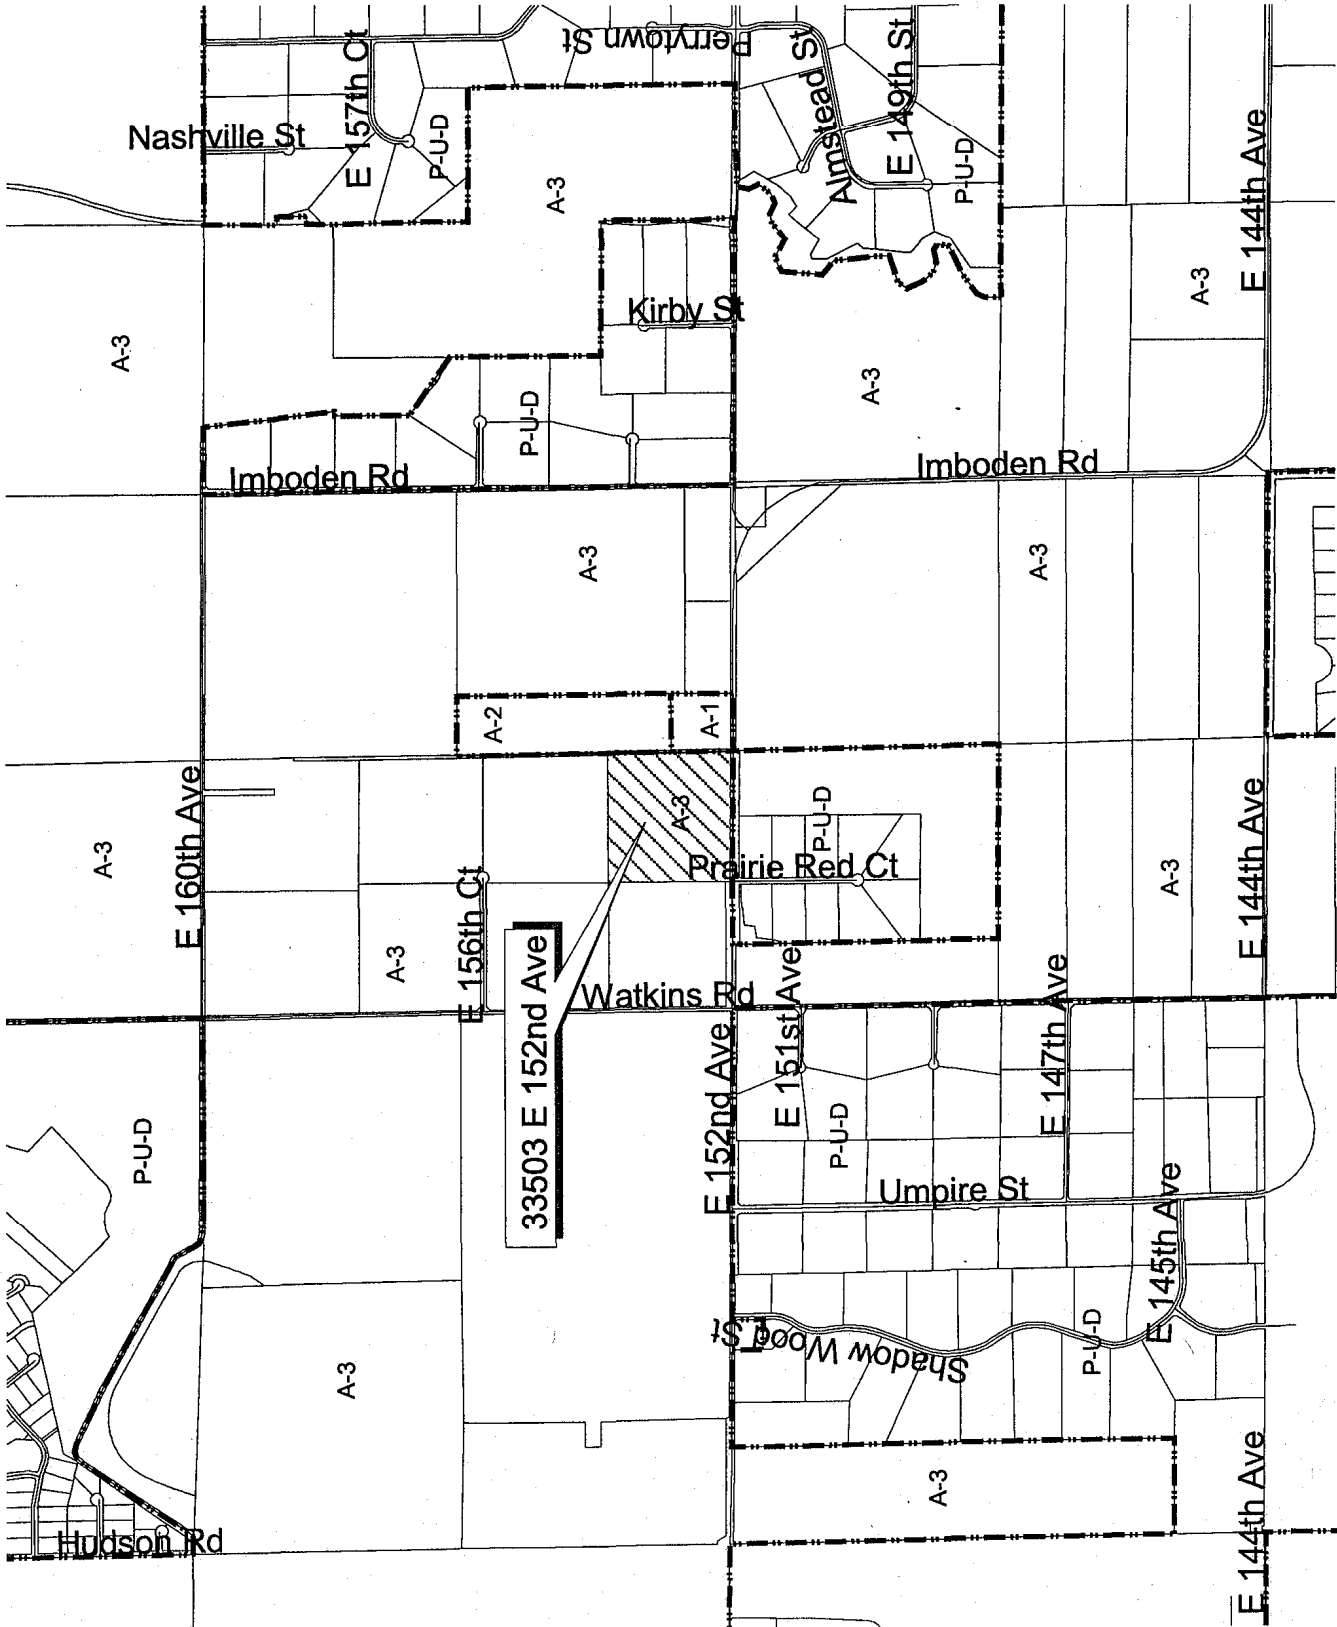 Perrytown St
E 157th Ct
Almstead St
E 149th St
Nashville St
P-U-D
P-U-D
E 144th Ave
A-3
A-3
Kirby St
A-3
A-3
P-U-D
Imboden Rd
Imboden Rd
A-3
A-3
A-2
A-1
E 160th Ave
A-3
A-3
P-U-D
Prairie Red Ct
A-3
E 144th Ave
E 156th Ct
A-3
33503 E 152nd Ave
Watkins Rd
E 151st Ave
E 147th Ave
E 152nd Ave
P-U-D
P-U-D
Umpire St
E 145th Ave
Shadow Wood St
P-U-D
A-3
A-3
E 144th Ave
Hudson Rd